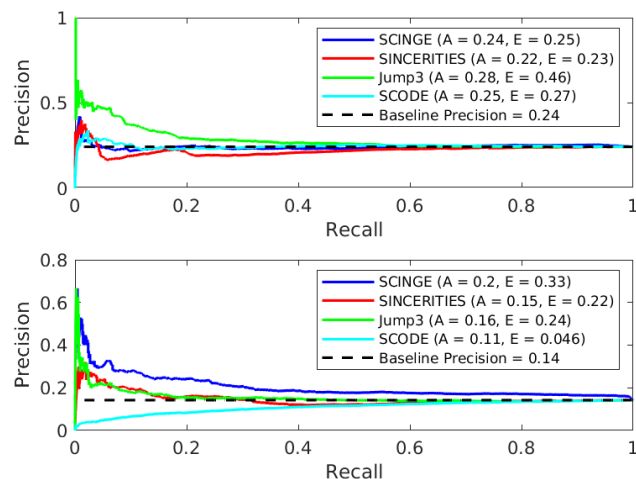 1
0.5
0
Precision
SCINGE (A = 0.24, E = 0.25)
SINCERITIES (A = 0.22, E = 0.23)
Jump3 (A = 0.28, E = 0.46)
SCODE (A = 0.25, E = 0.27)
Baseline Precision = 0.24
0 0.2 0.4 0.6 0.8 1
Recall
0.8
0.6
0.4
0.2
0
Precision
SCINGE (A = 0.2, E = 0.33)
SINCERITIES (A = 0.15, E = 0.22)
Jump3 (A = 0.16, E = 0.24)
SCODE (A = 0.11, E = 0.046)
Baseline Precision = 0.14
0 0.2 0.4 0.6 0.8 1
Recall